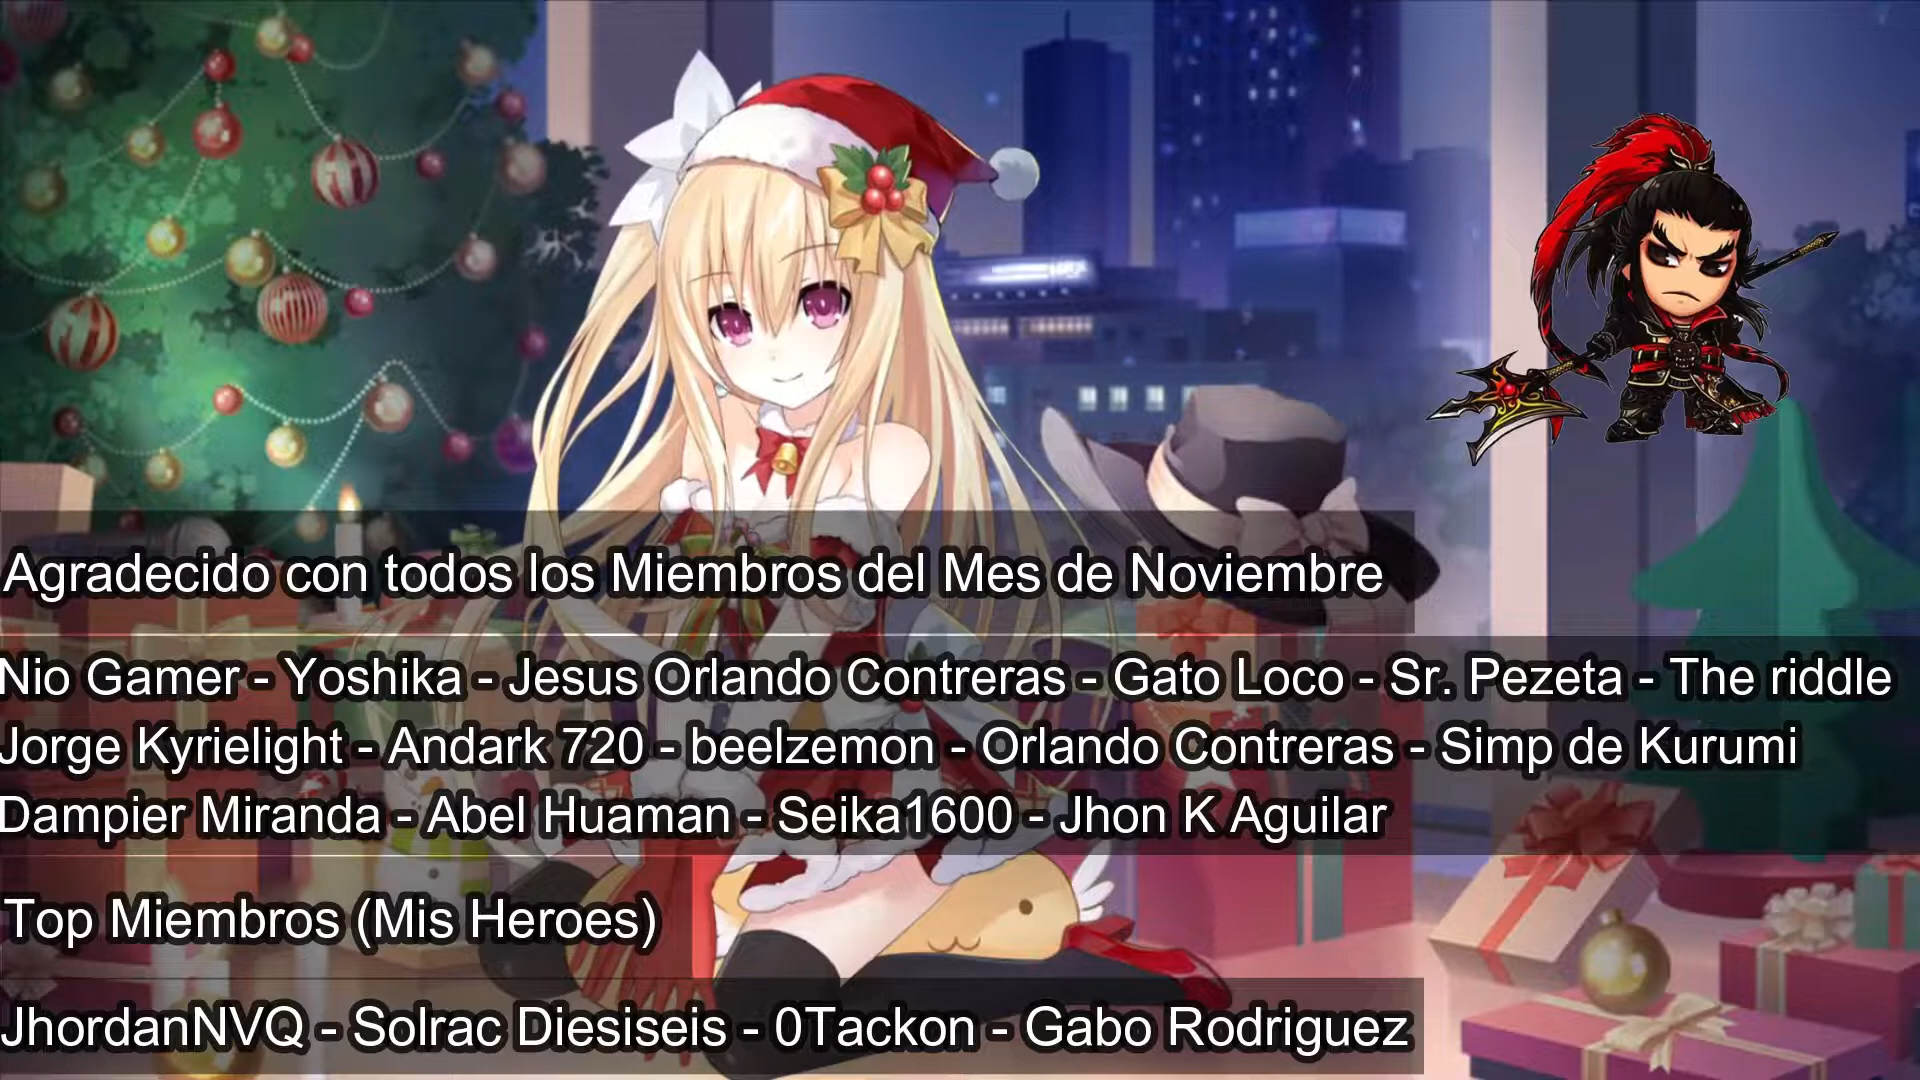 Agradecido con todos los Miembros del Mes de Noviembre
Nio Gamer - Yoshika - Jesus Orlando Contreras - Gato Loco - Sr. Pezeta - The riddle
Jorge Kyrielight - Andark 720 - beelzemon - Orlando Contreras - Simp de Kurumi
Dampier Miranda - Abel Huaman - Seika1600 - Jhon K Aguilar
Top Miembros (Mis Heroes)
JhordanNVQ - Solrac Diesiseis - 0Tackon - Gabo Rodriguez